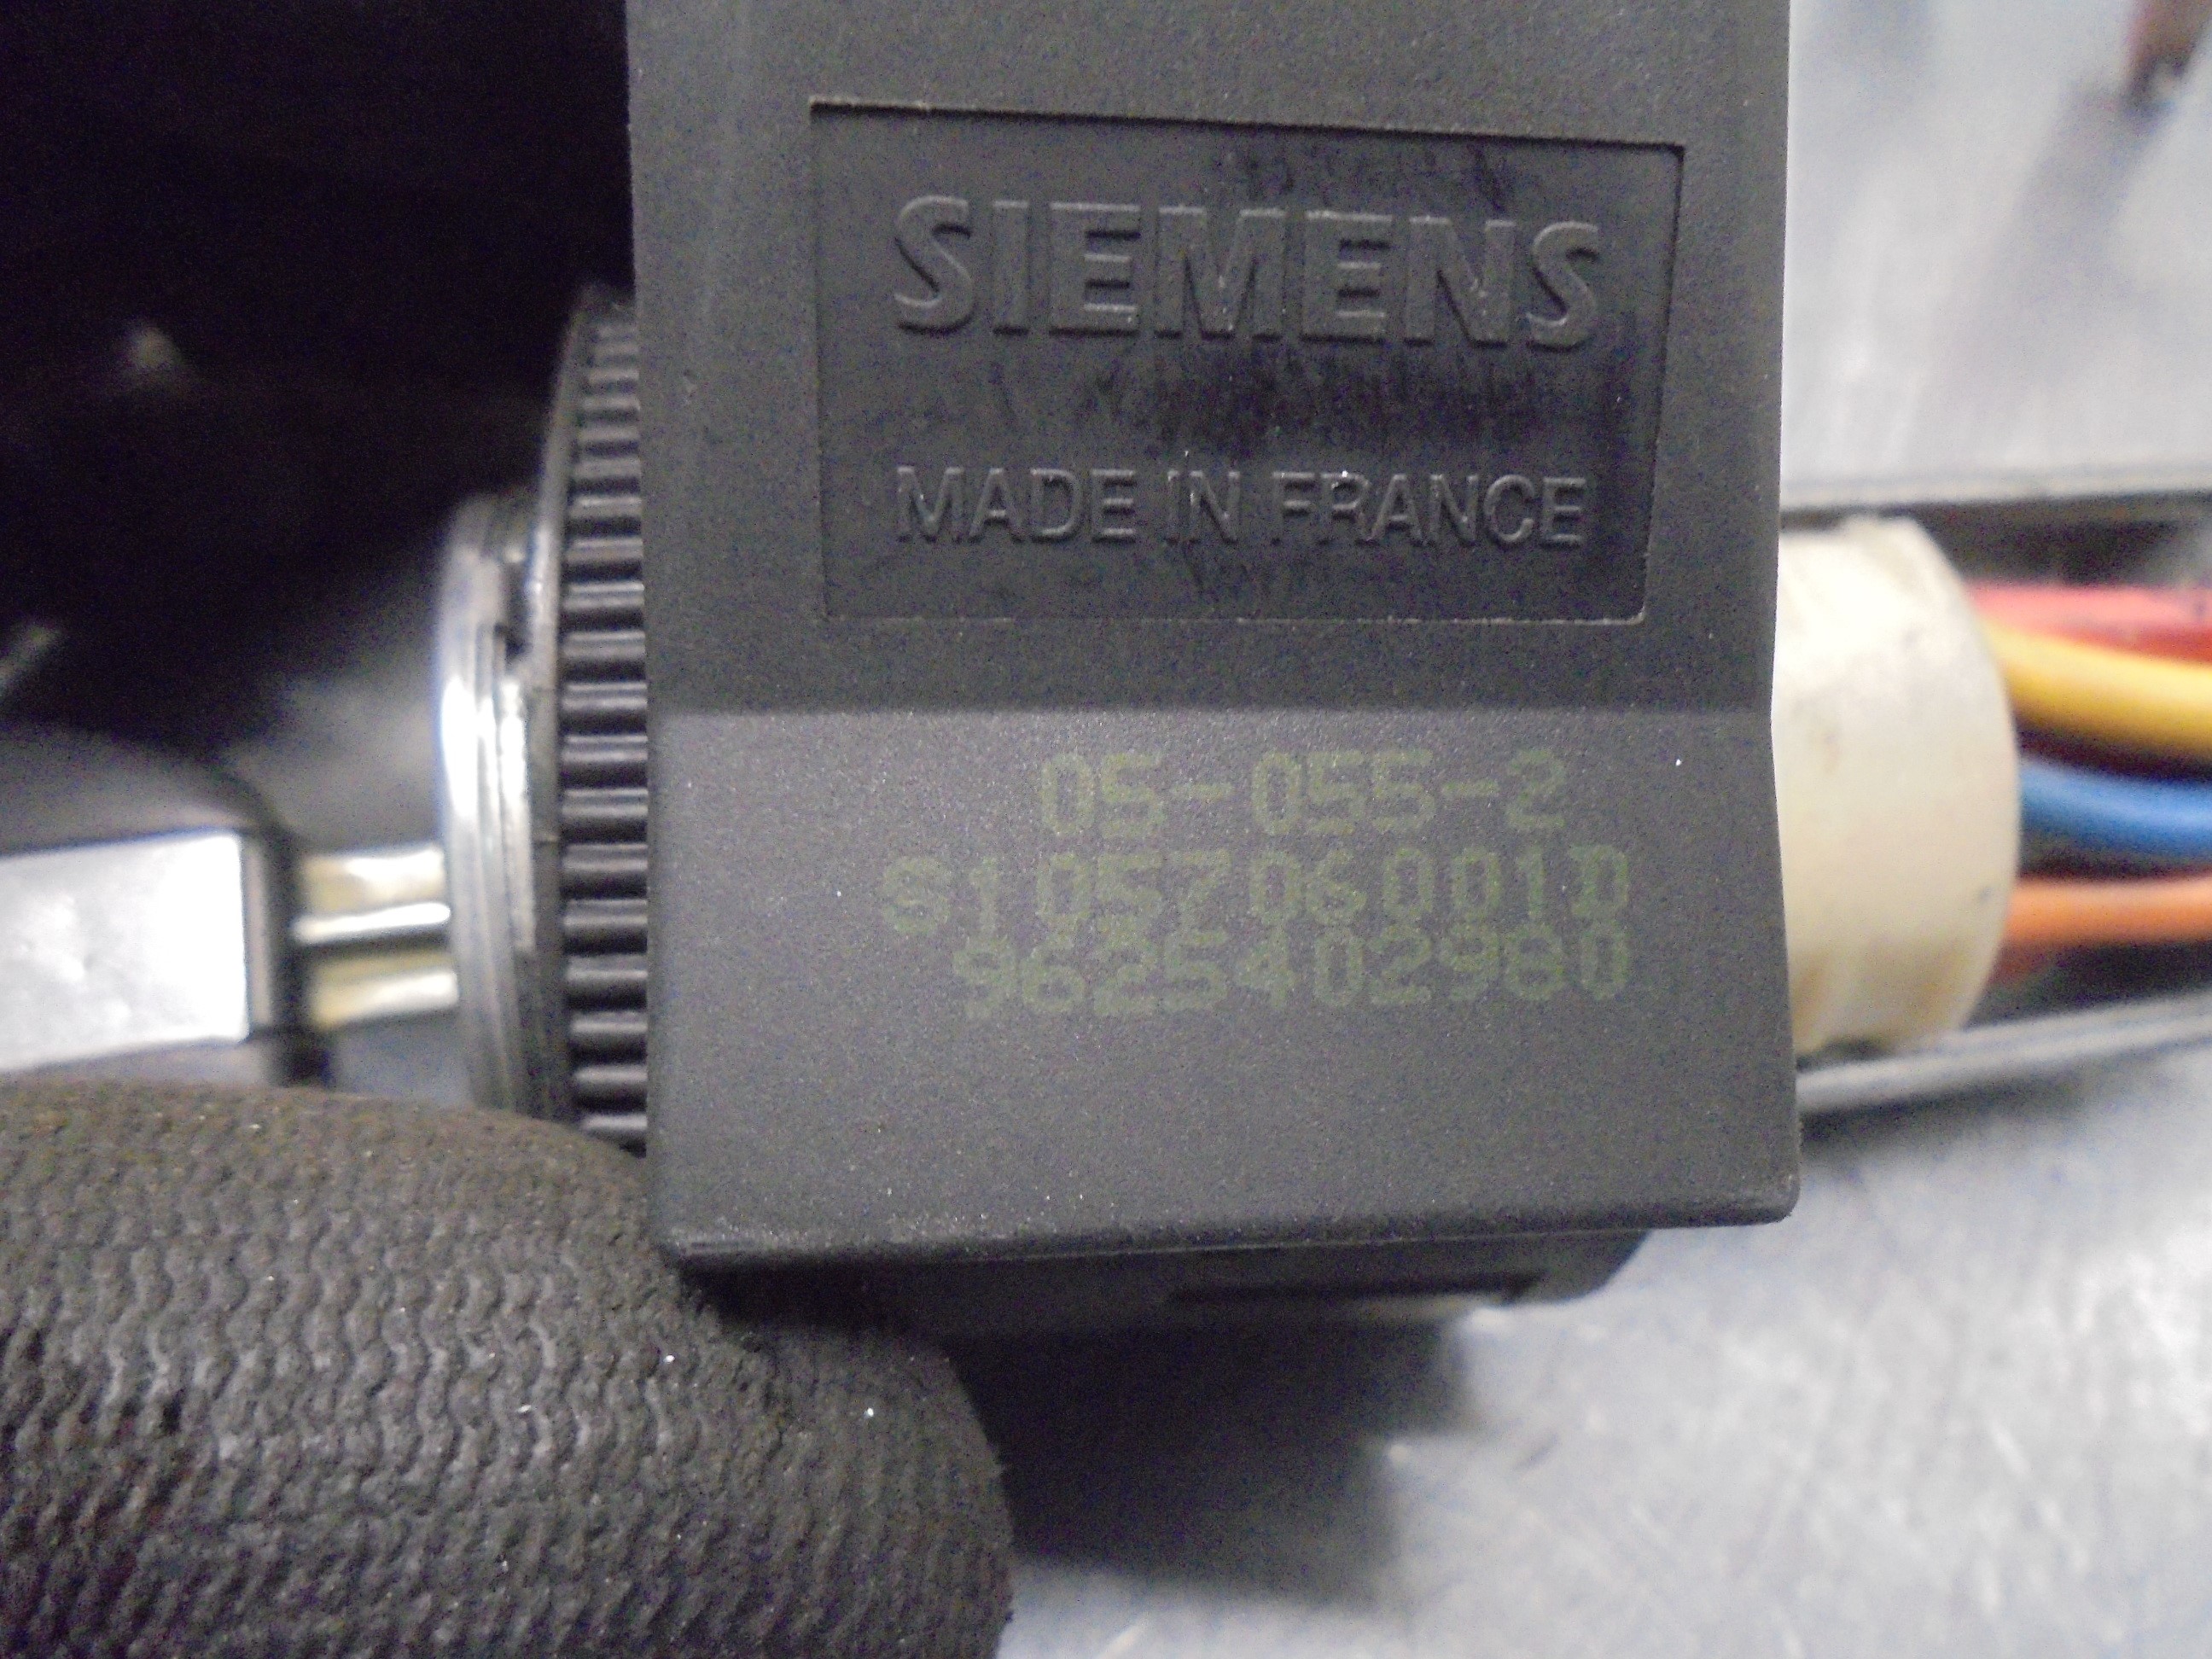 SIEMENS
MADE IN FRANCE
05-055-2
S105706001D
9625402980